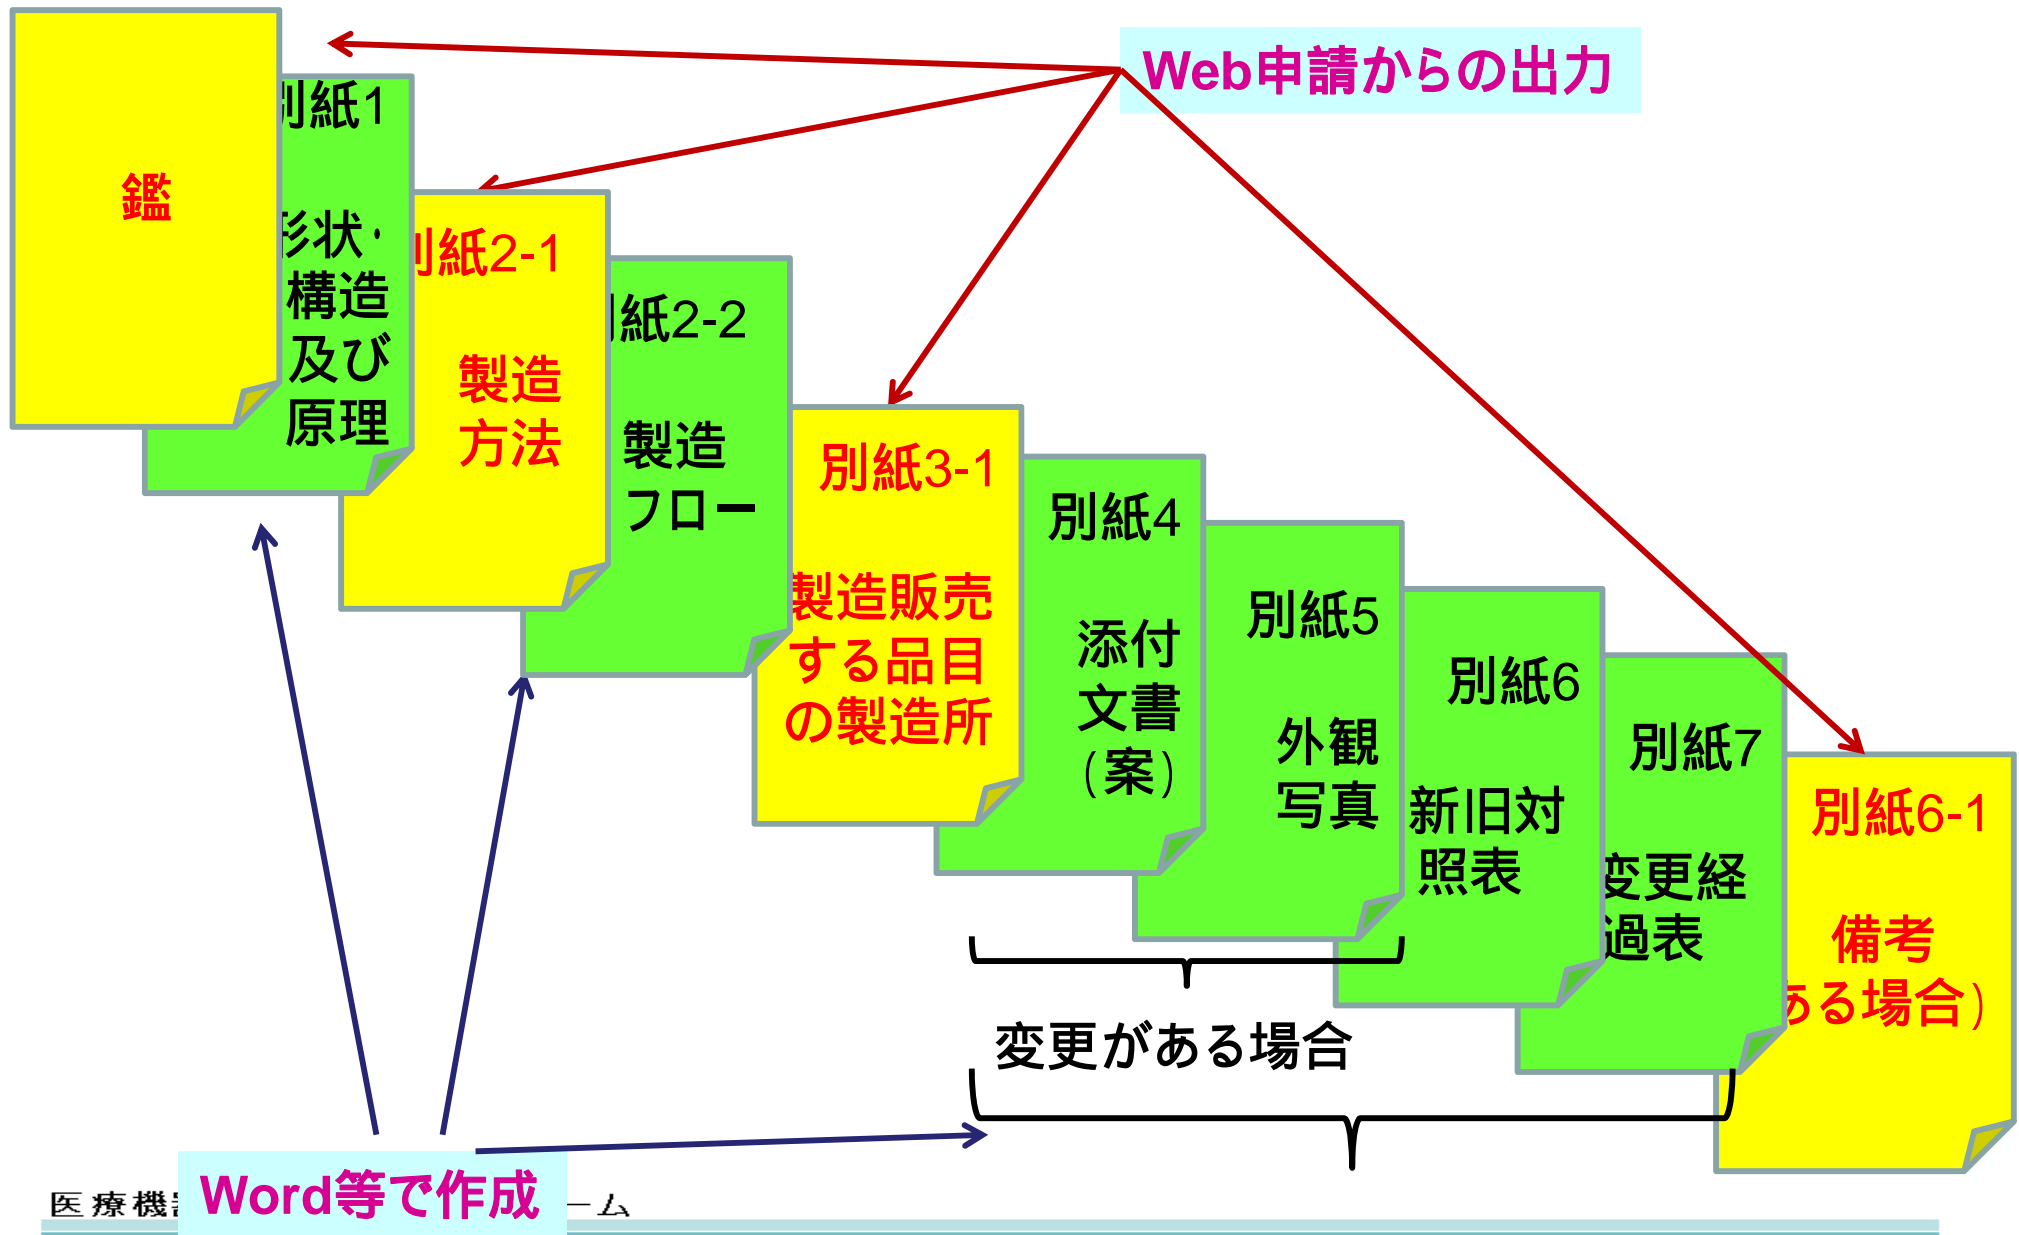 Web申請からの出力
鑑
別紙1
形状・
構造
及び
原理
別紙2-1
製造
方法
別紙2-2
製造
フロー
別紙3-1
製造販売
する品目
の製造所
別紙4
添付
文書
(案)
別紙5
外観
写真
別紙6
新旧対
照表
別紙7
変更経
過表
別紙6-1
備考
ある場合)
変更がある場合
Word等で作成
医療機
ーム